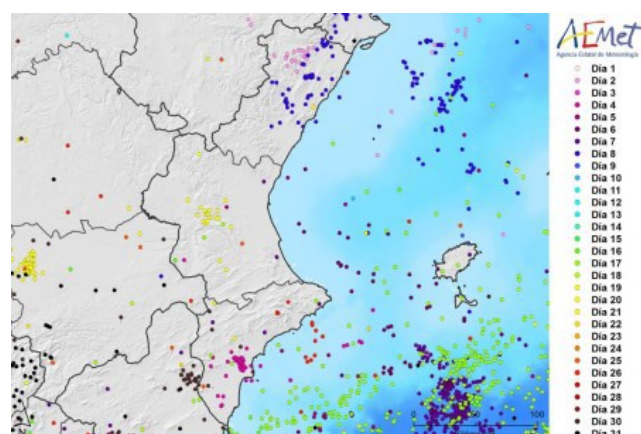 AEMet
Agencia Estatal de Meteorología
Día 1
Día 2
Día 3
Día 4
Día 5
Día 6
Día 7
Día 8
Día 9
Día 10
Día 11
Día 12
Día 13
Día 14
Día 15
Día 16
Día 17
Día 18
Día 19
Día 20
Día 21
Día 22
Día 23
Día 24
Día 25
Día 26
Día 27
Día 28
Día 29
Día 30
Día 31
100